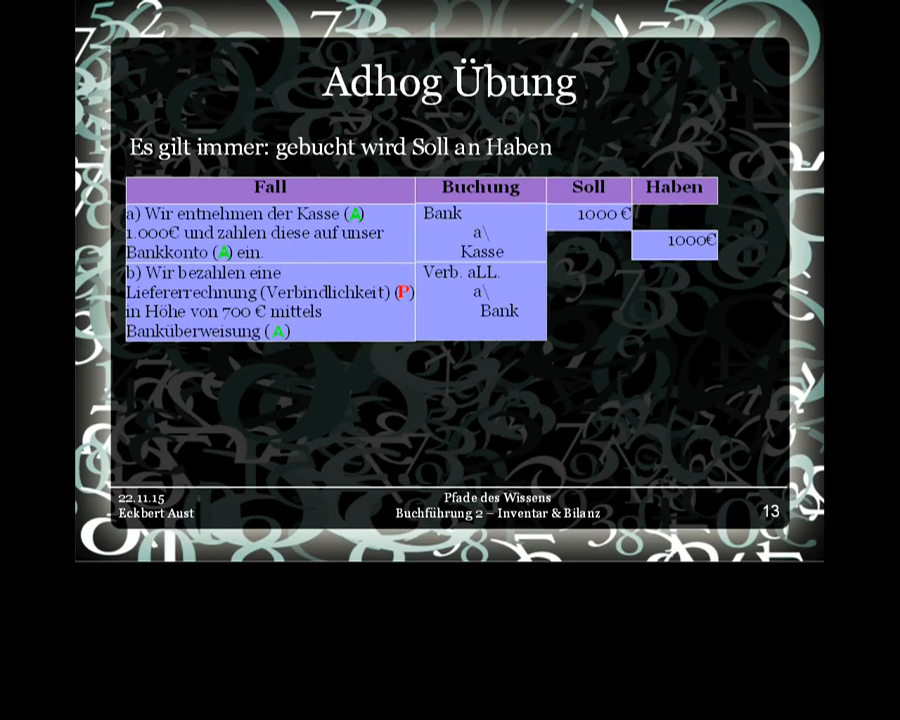 Adhog Übung
Es gilt immer: gebucht wird Soll an Haben
Fall Buchung Soll Haben
a) Wir entnehmen der Kasse (A) Bank 1000 €
1.000€ und zahlen diese auf unser a\ 1000€
Bankkonto (A) ein. Kasse
b) Wir bezahlen eine Verb. aLL.
Liefererrechnung (Verbindlichkeit) (P) a\
in Höhe von 700 € mittels Bank
Banküberweisung (A)
22.11.15 Pfade des Wissens
Eckbert Aust Buchführung 2 – Inventar & Bilanz 13